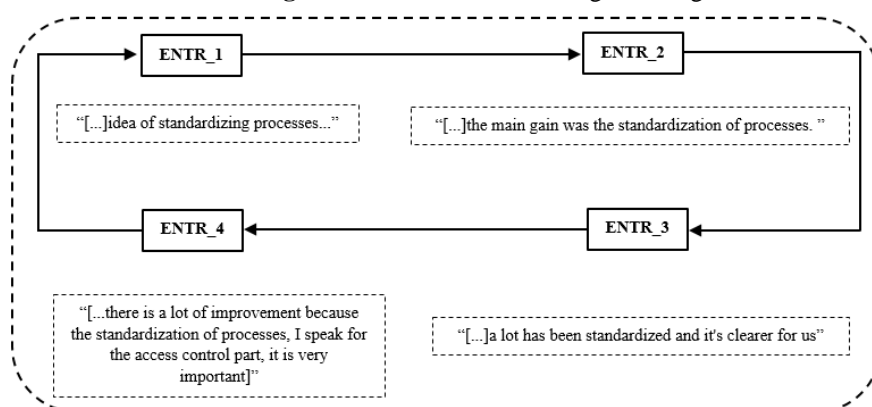 ENTR_1
ENTR_2
“[...]idea of standardizing processes...”
“[...]the main gain was the standardization of processes. ”
ENTR_4
ENTR_3
“[...there is a lot of improvement because
the standardization of processes, I speak for
the access control part, it is very
important]”
“[...]a lot has been standardized and it's clearer for us”